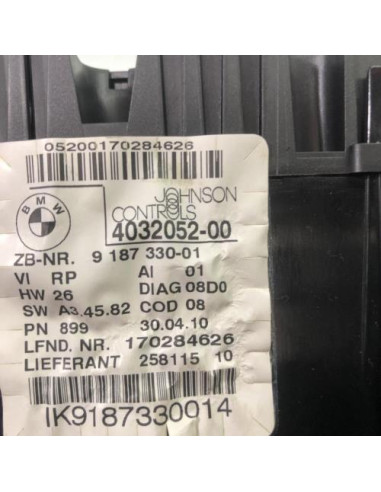 05200170284626
BMW
JOHNSON
CONTROLS
4032052-00
ZB-NR. 9 187 330-01
VI RP AI 01
HW 26 DIAG 08D0
SW A3.45.82 COD 08
PN 899 30.04.10
LFND. NR. 170284626
LIEFERANT 258115 10
IK9187330014